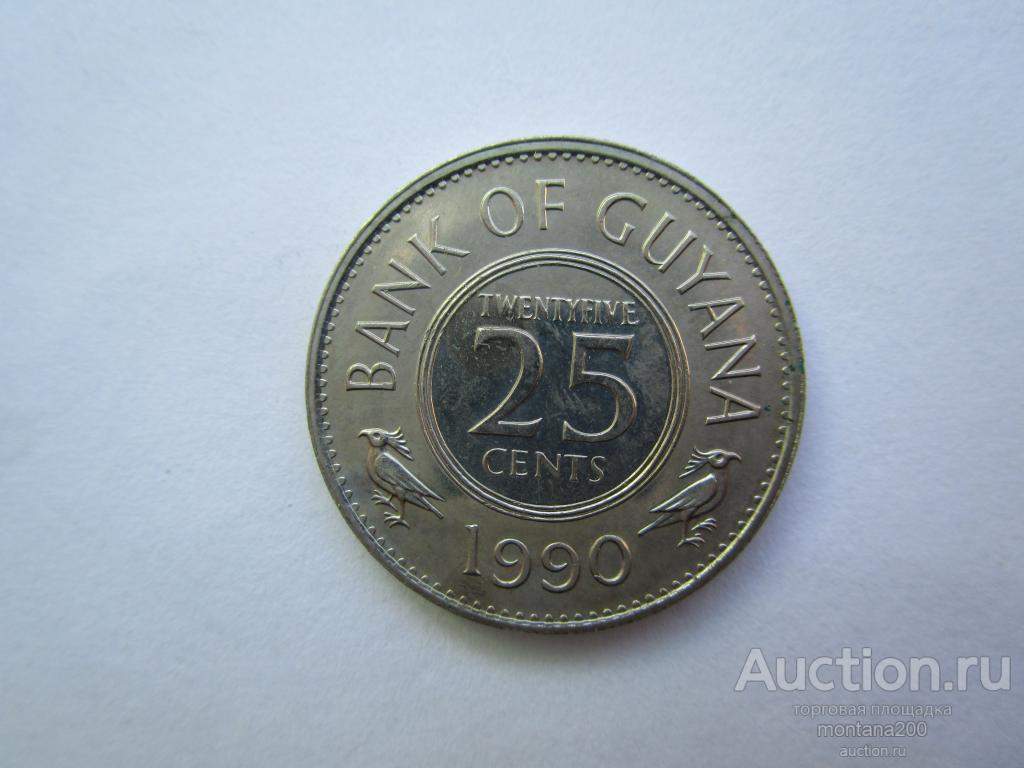 BANK OF GUYANA
TWENTYFIVE
25
CENTS
1990
Auction.ru
торговая площадка
montana200
auction.ru